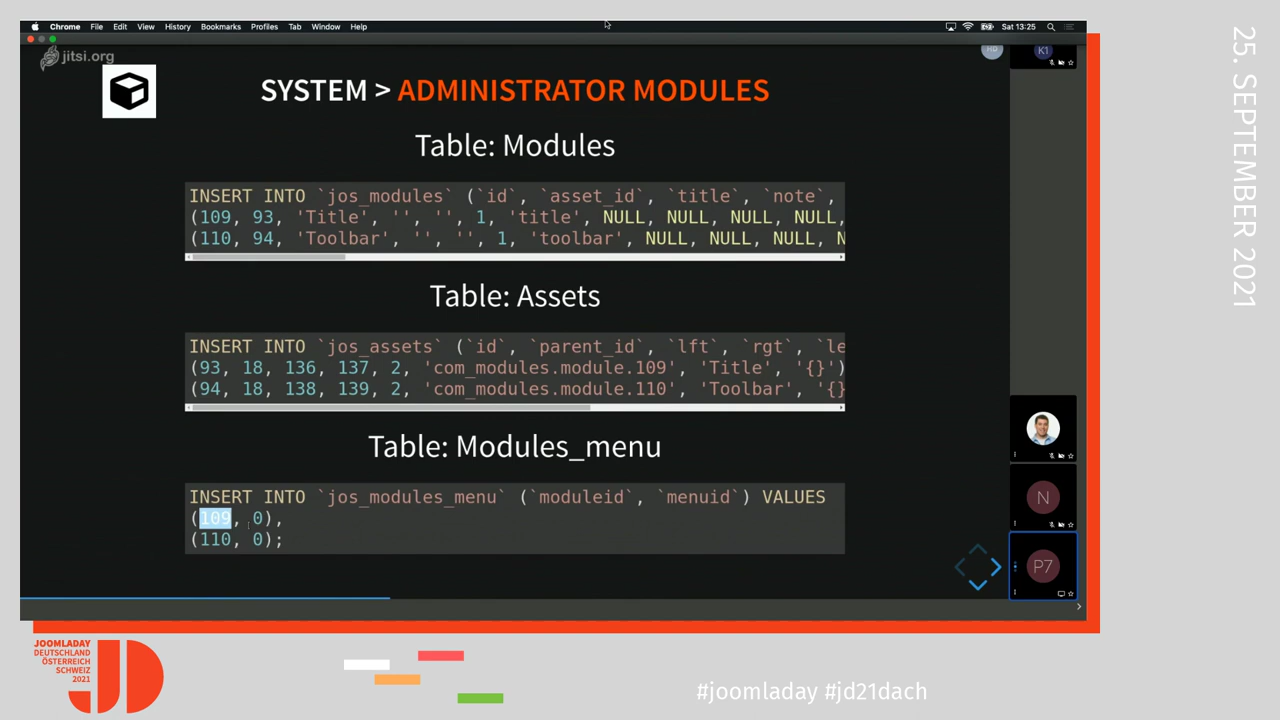 Chrome File Edit View History Bookmarks Profiles Tab Window Help
Sat 13:25
jitsi.org
HD
K1
SYSTEM > ADMINISTRATOR MODULES
Table: Modules
INSERT INTO `jos_modules` (`id`, `asset_id`, `title`, `note`,
(109, 93, 'Title', '', '', 1, 'title', NULL, NULL, NULL, NULL,
(110, 94, 'Toolbar', '', '', 1, 'toolbar', NULL, NULL, NULL, N
Table: Assets
INSERT INTO `jos_assets` (`id`, `parent_id`, `lft`, `rgt`, `le
(93, 18, 136, 137, 2, 'com_modules.module.109', 'Title', '{}')
(94, 18, 138, 139, 2, 'com_modules.module.110', 'Toolbar', '{}
Table: Modules_menu
INSERT INTO `jos_modules_menu` (`moduleid`, `menuid`) VALUES
(109, 0),
(110, 0);
N
P7
25. SEPTEMBER 2021
JOOMLADAY
DEUTSCHLAND
ÖSTERREICH
SCHWEIZ
2021
JD
#joomladay #jd21dach